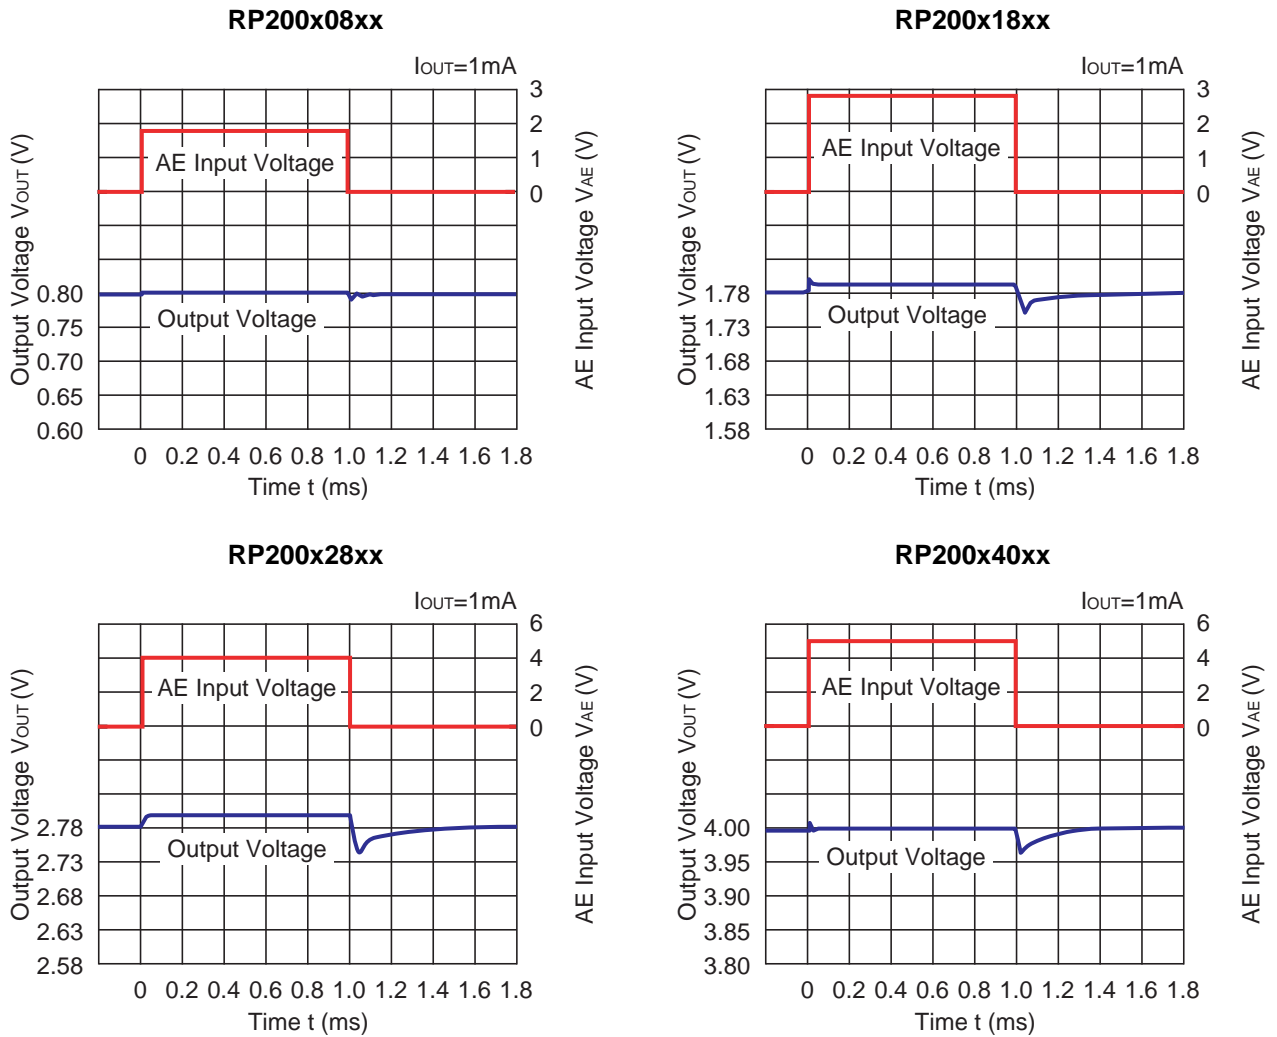 RP200x08xx
IOUT=1mA
Output Voltage VOUT (V)
AE Input Voltage VAE (V)
3
2
1
0
0.80
0.75
0.70
0.65
0.60
AE Input Voltage
Output Voltage
0 0.2 0.4 0.6 0.8 1.0 1.2 1.4 1.6 1.8
Time t (ms)
RP200x18xx
IOUT=1mA
Output Voltage VOUT (V)
AE Input Voltage VAE (V)
3
2
1
0
1.78
1.73
1.68
1.63
1.58
AE Input Voltage
Output Voltage
0 0.2 0.4 0.6 0.8 1.0 1.2 1.4 1.6 1.8
Time t (ms)
RP200x28xx
IOUT=1mA
Output Voltage VOUT (V)
AE Input Voltage VAE (V)
6
4
2
0
2.78
2.73
2.68
2.63
2.58
AE Input Voltage
Output Voltage
0 0.2 0.4 0.6 0.8 1.0 1.2 1.4 1.6 1.8
Time t (ms)
RP200x40xx
IOUT=1mA
Output Voltage VOUT (V)
AE Input Voltage VAE (V)
6
4
2
0
4.00
3.95
3.90
3.85
3.80
AE Input Voltage
Output Voltage
0 0.2 0.4 0.6 0.8 1.0 1.2 1.4 1.6 1.8
Time t (ms)